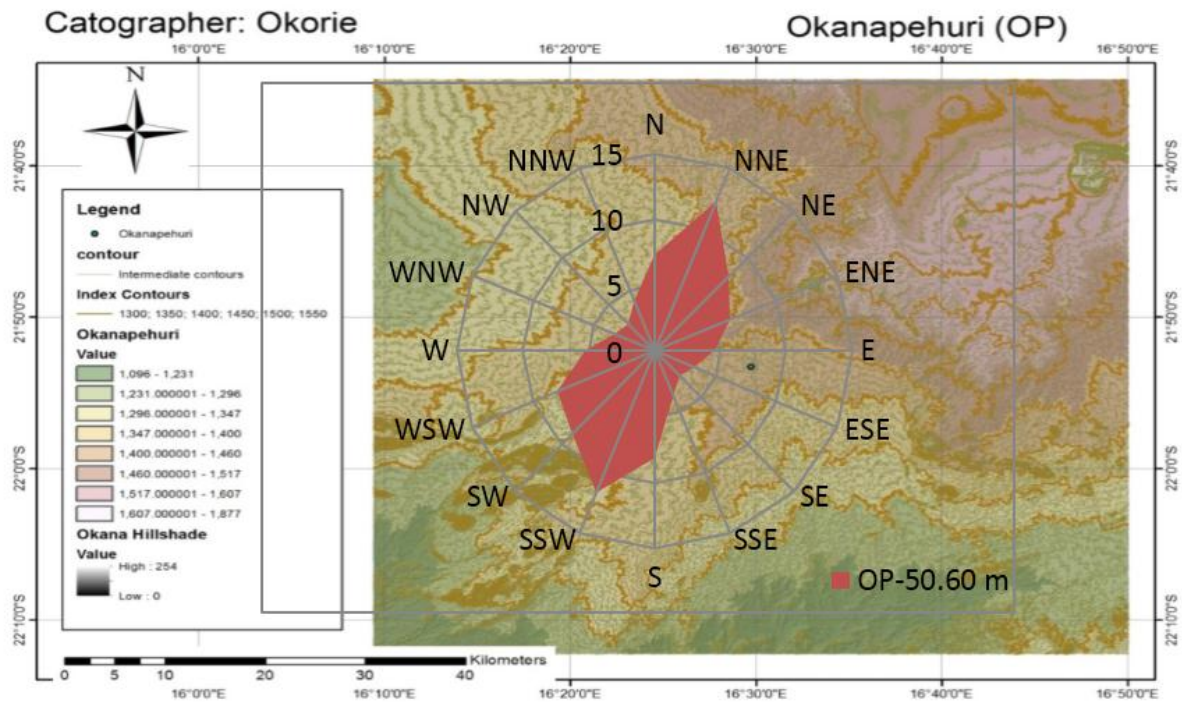 Catographer: Okorie
Okanapehuri (OP)
16°0'0"E 16°10'0"E 16°20'0"E 16°30'0"E 16°40'0"E 16°50'0"E
N
Legend
Okanapehuri
contour
Intermediate contours
Index Contours
1300; 1350; 1400; 1450; 1500; 1550
Okanapehuri
Value
1,096 - 1,231
1,231.000001 - 1,296
1,296.000001 - 1,347
1,347.000001 - 1,400
1,400.000001 - 1,460
1,460.000001 - 1,517
1,517.000001 - 1,607
1,607.000001 - 1,877
Okana Hillshade
Value
High : 254
Low : 0
21°40'0"S
21°50'0"S
22°0'0"S
22°10'0"S
N
NNE
NE
ENE
E
ESE
SE
SSE
S
SSW
SW
WSW
W
WNW
NW
NNW
15
10
5
0
OP-50.60 m
21°40'0"S
21°50'0"S
22°0'0"S
22°10'0"S
Kilometers
0 5 10 20 30 40
16°0'0"E 16°10'0"E 16°20'0"E 16°30'0"E 16°40'0"E 16°50'0"E